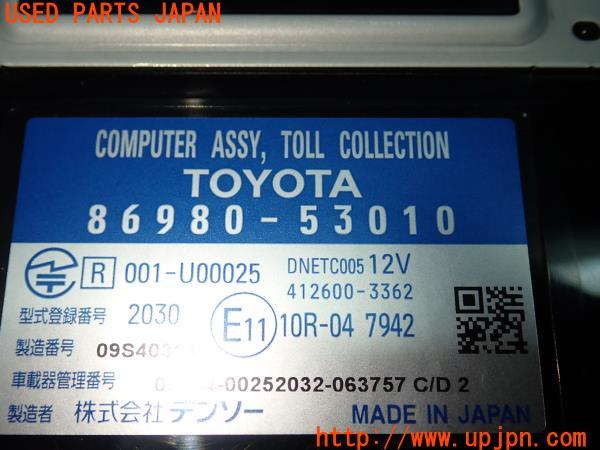 USED PARTS JAPAN
COMPUTER ASSY, TOLL COLLECTION
TOYOTA
86980-53010
R 001-U00025 DNETC005 12V
412600-3362
型式登録番号 2030 E11 10R-04 7942
製造番号
車載器管理番号 -00252032-063757 C/D 2
製造者 株式会社 デンソー MADE IN JAPAN
www.upjpn.com